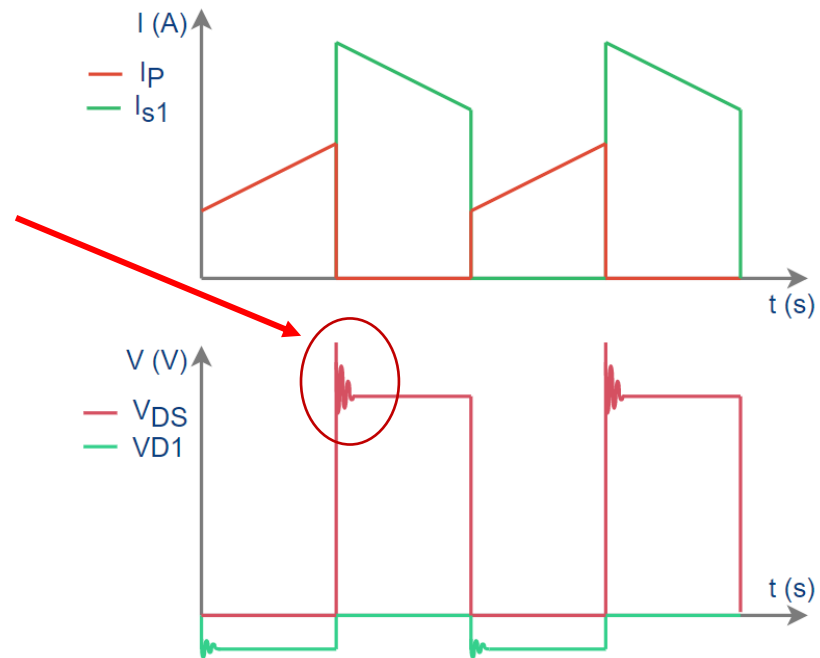 I (A)
IP
Is1
t (s)
V (V)
VDS
VD1
t (s)